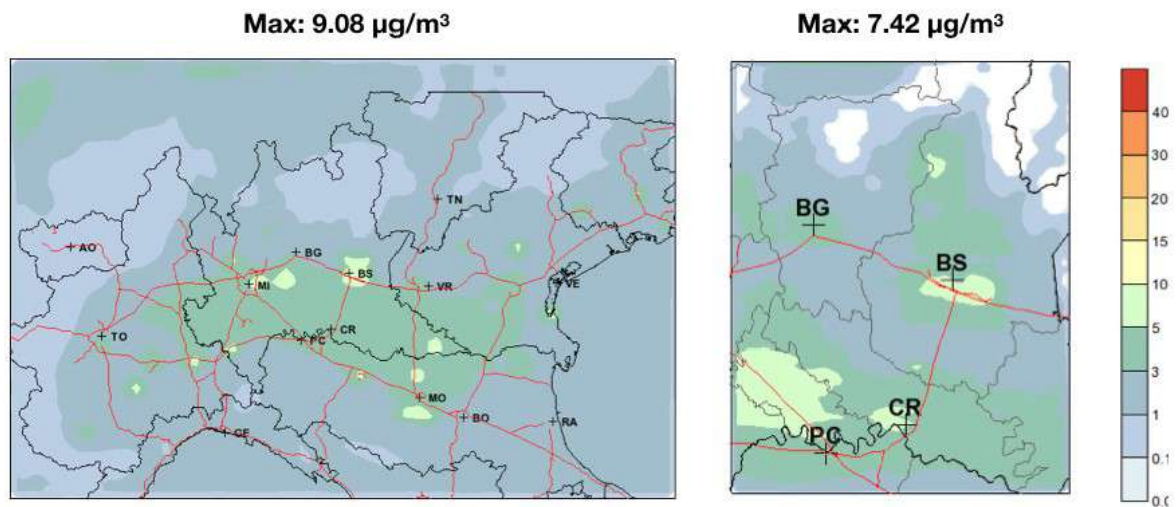 Max: 9.08 µg/m³
Max: 7.42 µg/m³
TN
AO
BG
BS
MI
VR
VE
TO
CR
PC
MO
BO
RA
GE
BG
BS
CR
PC
40
30
20
15
10
5
3
1
0.1
0.0